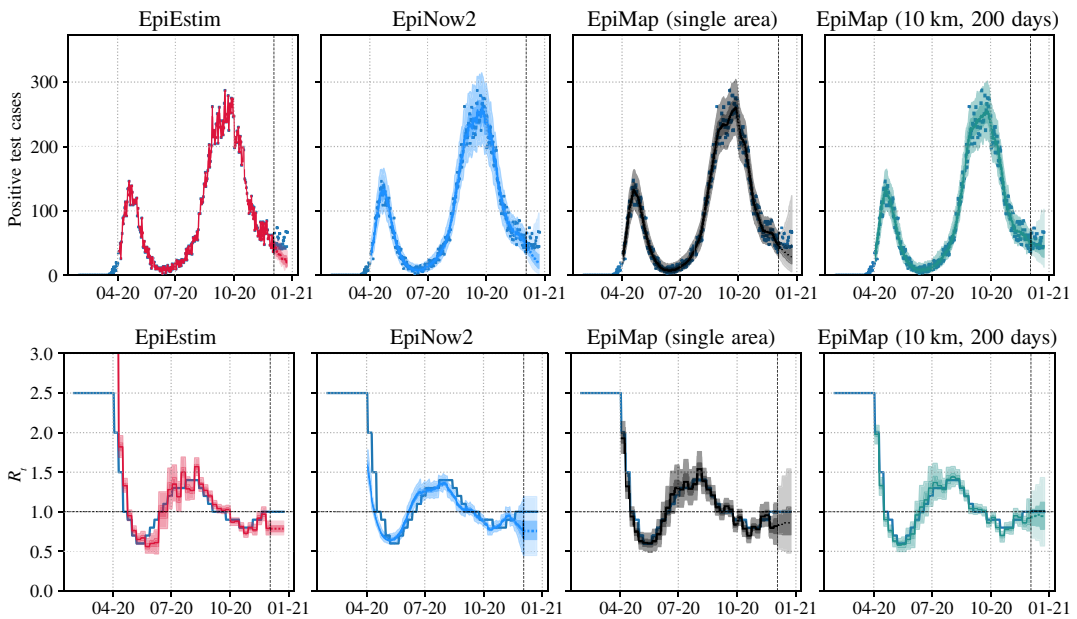 EpiEstim EpiNow2 EpiMap (single area) EpiMap (10 km, 200 days)
Positive test cases
300
200
100
0
04-20 07-20 10-20 01-21 04-20 07-20 10-20 01-21 04-20 07-20 10-20 01-21 04-20 07-20 10-20 01-21
EpiEstim EpiNow2 EpiMap (single area) EpiMap (10 km, 200 days)
R_t
3.0
2.5
2.0
1.5
1.0
0.5
0.0
04-20 07-20 10-20 01-21 04-20 07-20 10-20 01-21 04-20 07-20 10-20 01-21 04-20 07-20 10-20 01-21